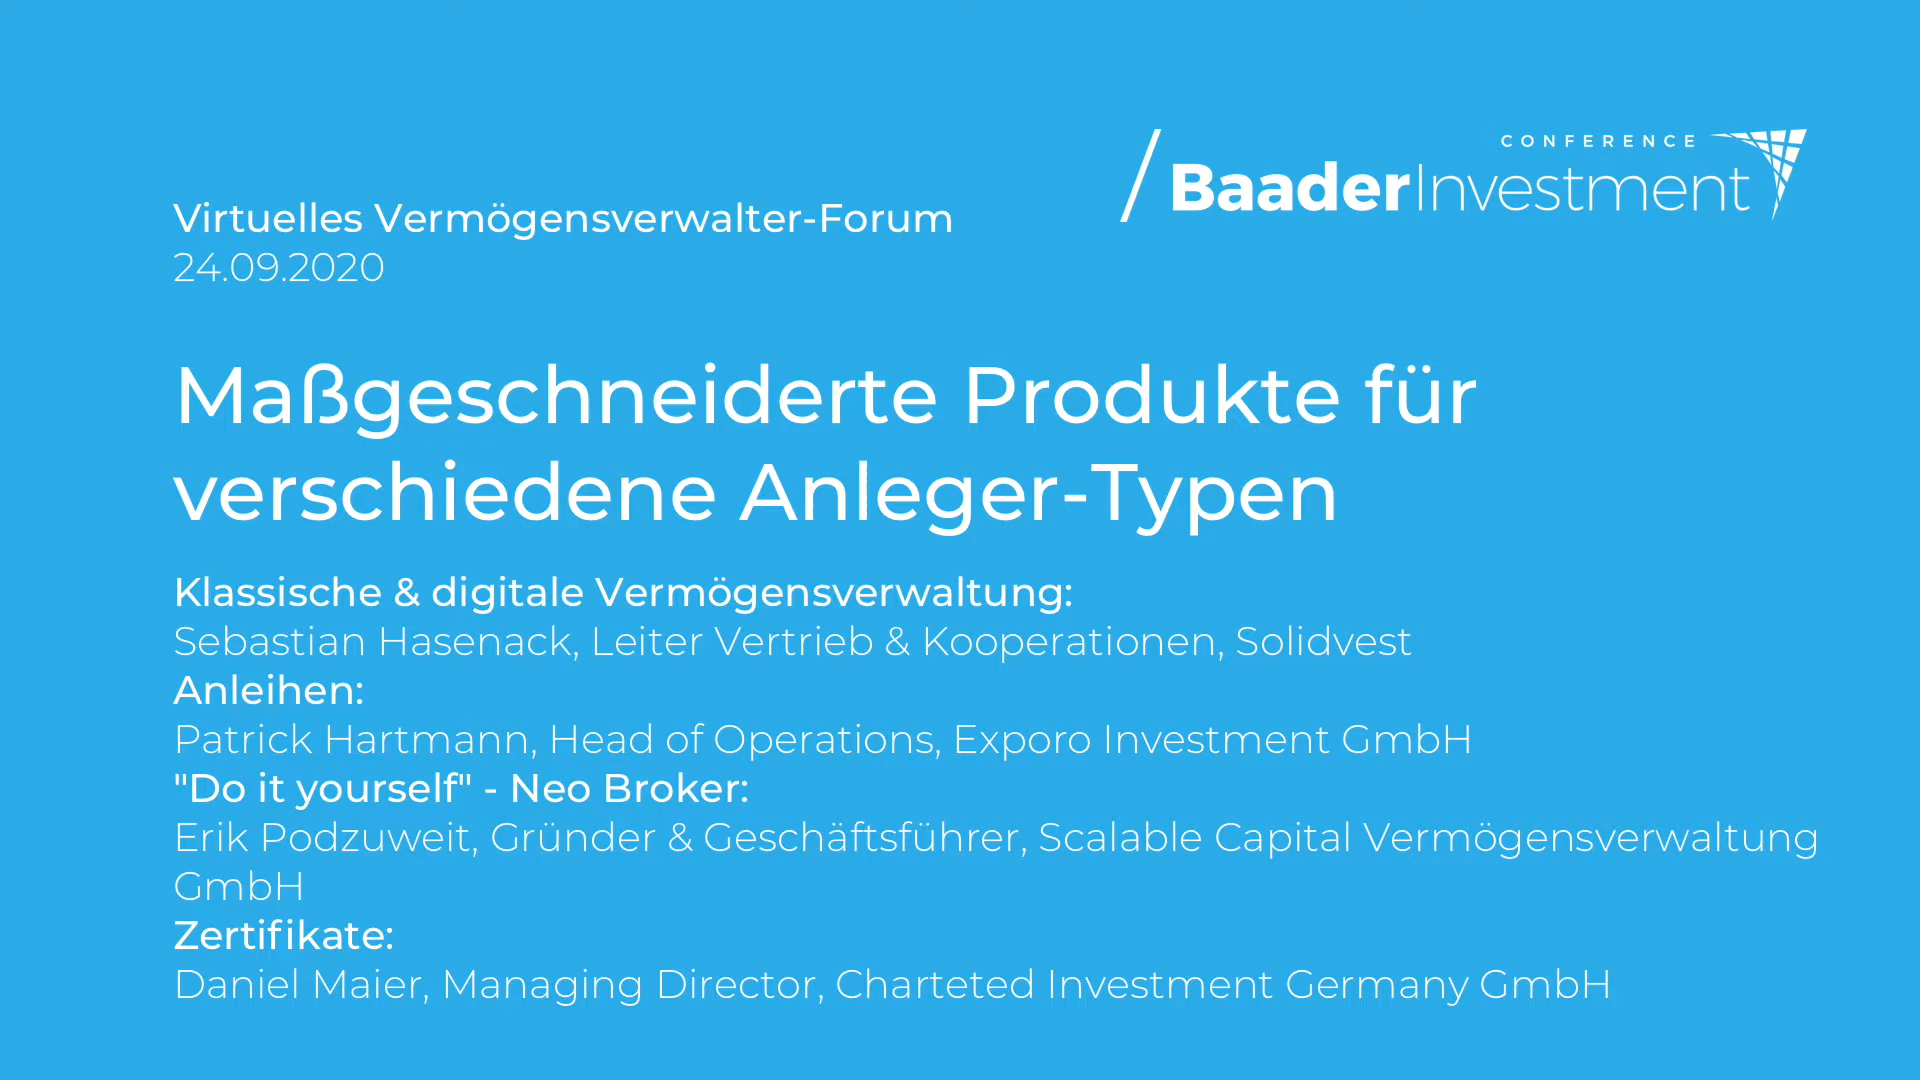 CONFERENCE
BaaderInvestment
Virtuelles Vermögensverwalter-Forum
24.09.2020
Maßgeschneiderte Produkte für
verschiedene Anleger-Typen
Klassische & digitale Vermögensverwaltung:
Sebastian Hasenack, Leiter Vertrieb & Kooperationen, Solidvest
Anleihen:
Patrick Hartmann, Head of Operations, Exporo Investment GmbH
"Do it yourself" - Neo Broker:
Erik Podzuweit, Gründer & Geschäftsführer, Scalable Capital Vermögensverwaltung
GmbH
Zertifikate:
Daniel Maier, Managing Director, Charteted Investment Germany GmbH